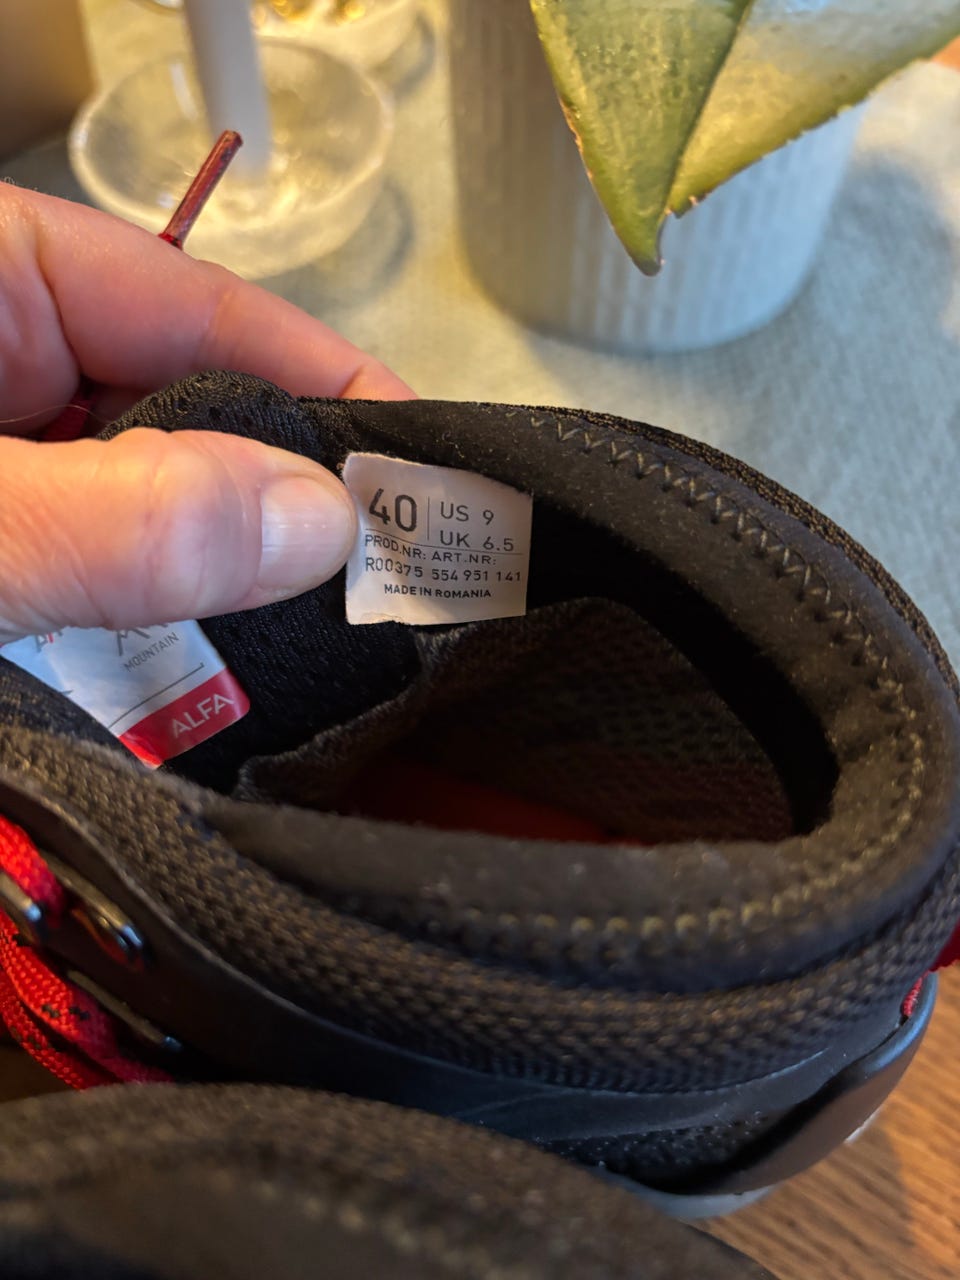 40 US 9
UK 6.5
PROD.NR: ART.NR:
R00375 554 951 141
MADE IN ROMANIA
MOUNTAIN
ALFA